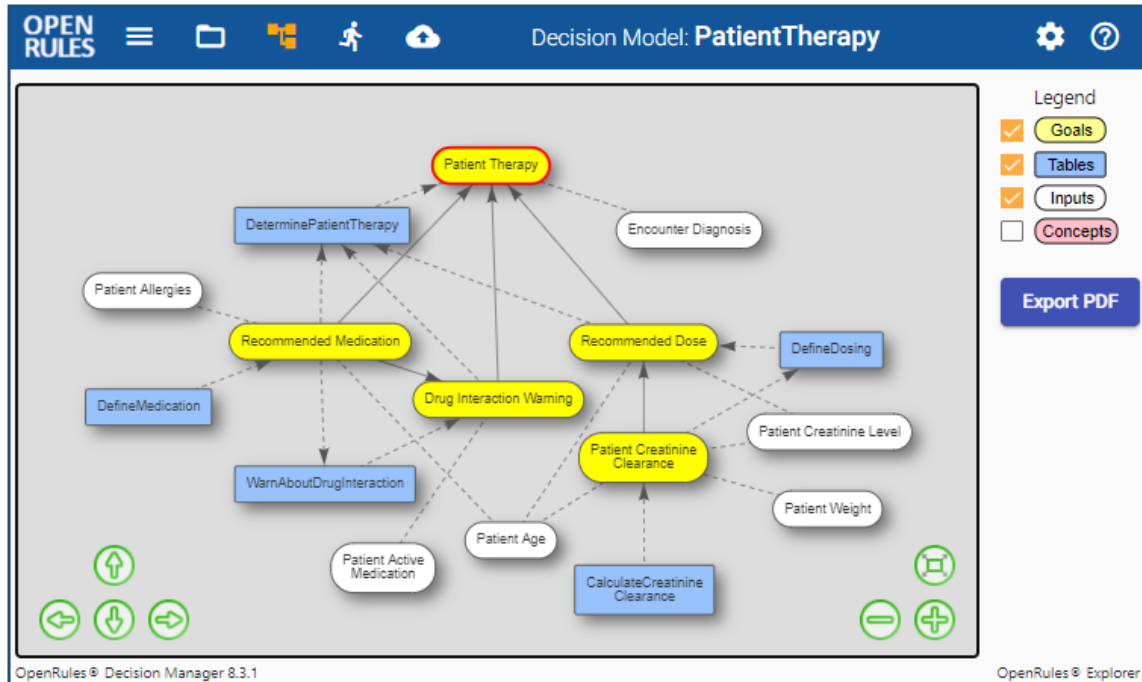 OPEN
RULES
Decision Model: PatientTherapy
Legend
Goals
Tables
Inputs
Concepts
Export PDF
Patient Therapy
DeterminePatientTherapy
Encounter Diagnosis
Patient Allergies
Recommended Medication
Recommended Dose
DefineDosing
DefineMedication
Drug Interaction Warning
Patient Creatinine Level
Patient Creatinine
Clearance
WarnAboutDrugInteraction
Patient Weight
Patient Age
Patient Active
Medication
CalculateCreatinine
Clearance
OpenRules® Decision Manager 8.3.1
OpenRules® Explorer